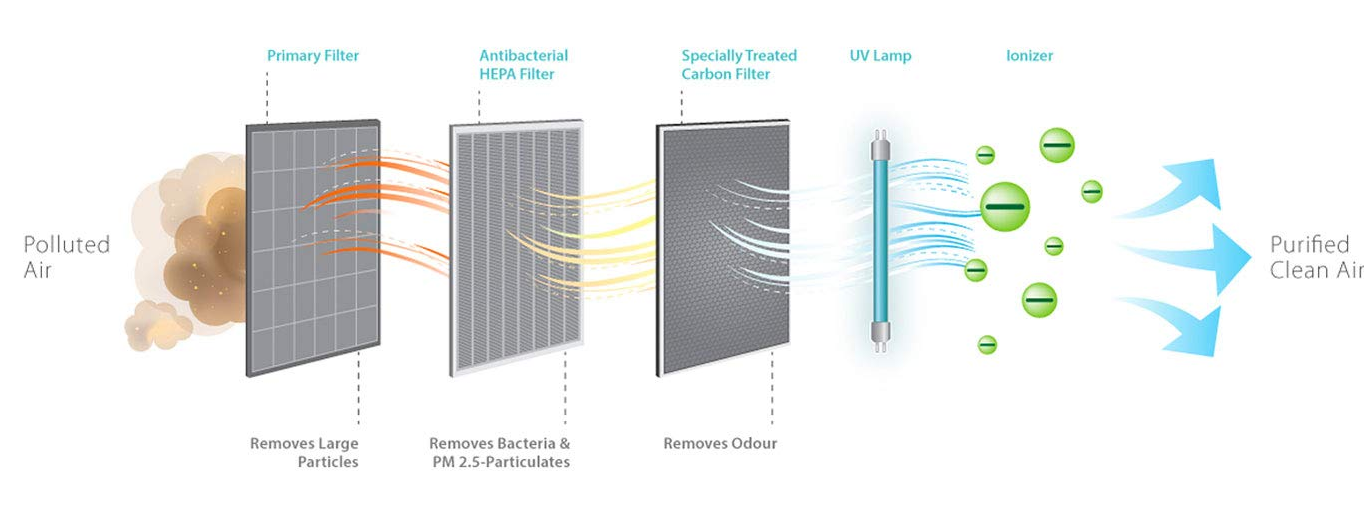 Primary Filter
Antibacterial
HEPA Filter
Specially Treated
Carbon Filter
UV Lamp
Ionizer
Polluted
Air
Purified
Clean Air
Removes Large
Particles
Removes Bacteria &
PM 2.5-Particulates
Removes Odour